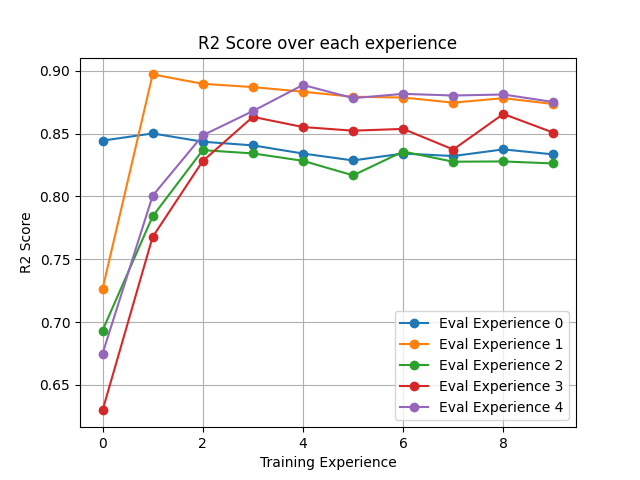 R2 Score over each experience
0.90
0.85
0.80
0.75
0.70
0.65
R2 Score
0
2
4
6
8
Training Experience
Eval Experience 0
Eval Experience 1
Eval Experience 2
Eval Experience 3
Eval Experience 4